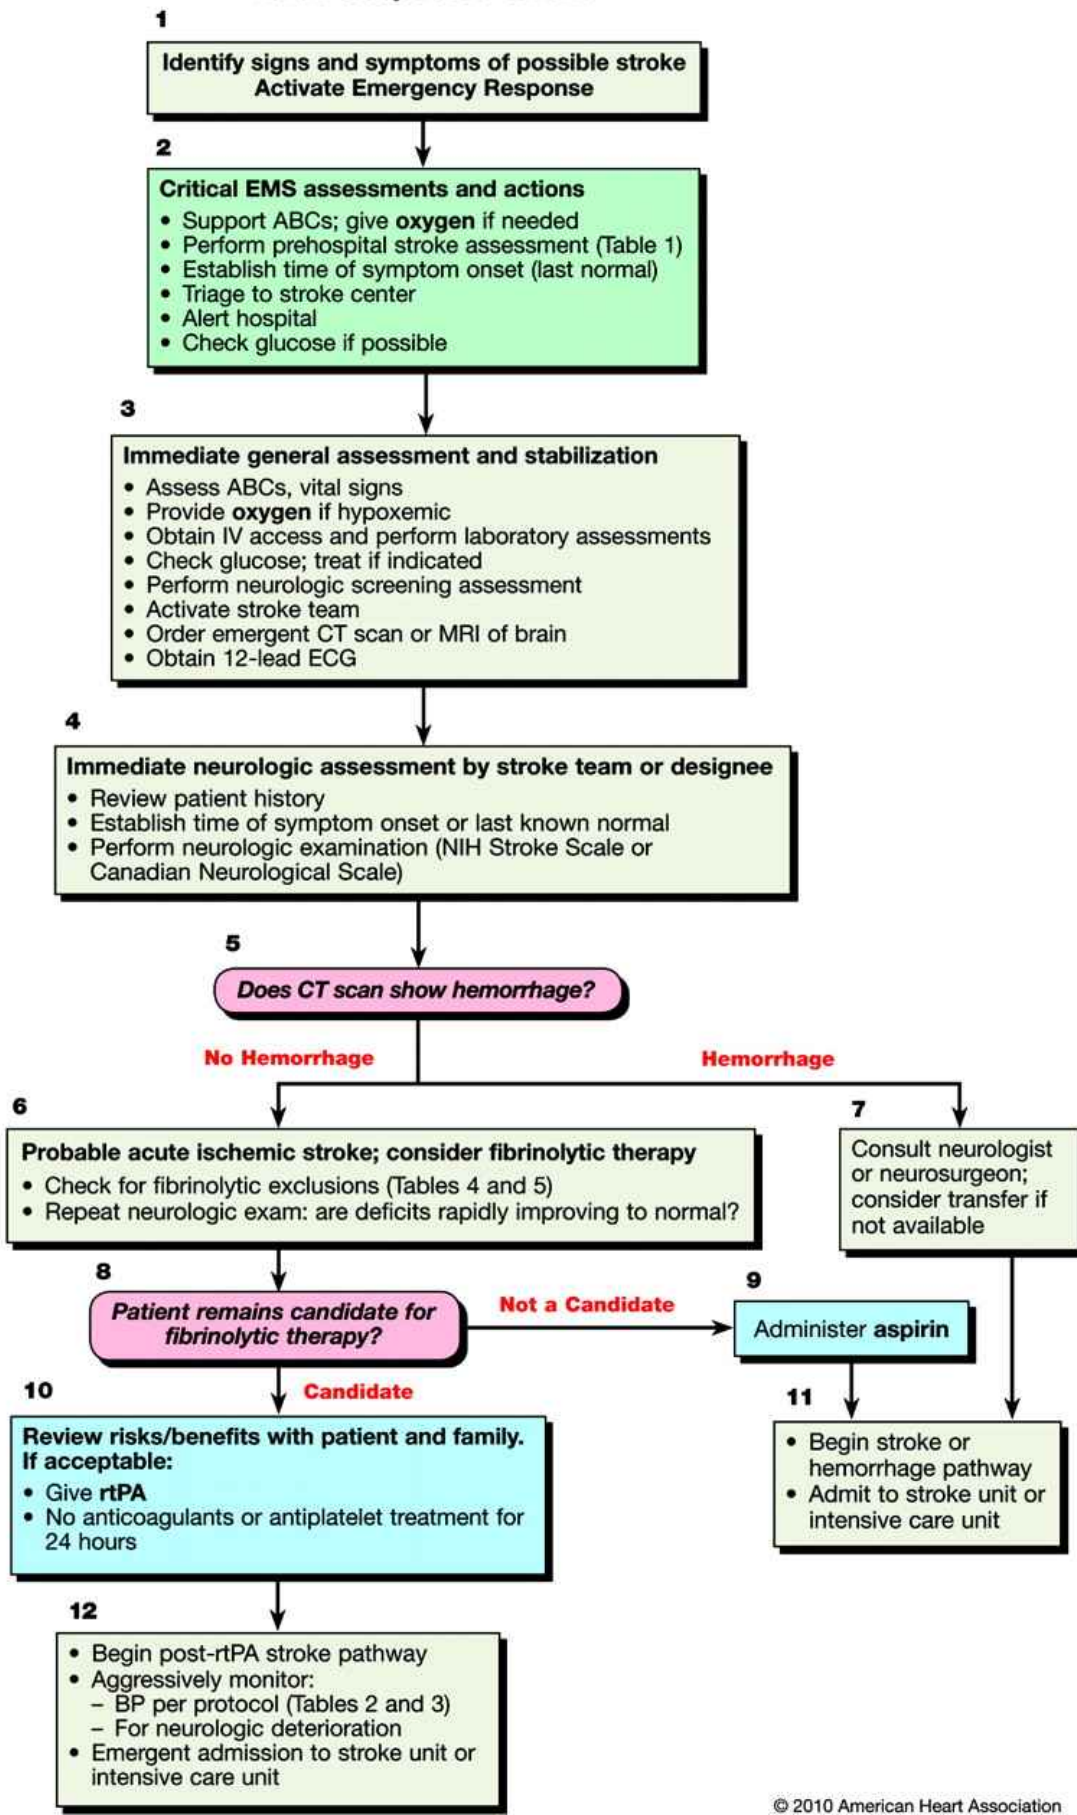 1
Identify signs and symptoms of possible stroke
Activate Emergency Response
2
Critical EMS assessments and actions
• Support ABCs; give oxygen if needed
• Perform prehospital stroke assessment (Table 1)
• Establish time of symptom onset (last normal)
• Triage to stroke center
• Alert hospital
• Check glucose if possible
3
Immediate general assessment and stabilization
• Assess ABCs, vital signs
• Provide oxygen if hypoxemic
• Obtain IV access and perform laboratory assessments
• Check glucose; treat if indicated
• Perform neurologic screening assessment
• Activate stroke team
• Order emergent CT scan or MRI of brain
• Obtain 12-lead ECG
4
Immediate neurologic assessment by stroke team or designee
• Review patient history
• Establish time of symptom onset or last known normal
• Perform neurologic examination (NIH Stroke Scale or
Canadian Neurological Scale)
5
Does CT scan show hemorrhage?
No Hemorrhage
Hemorrhage
6
Probable acute ischemic stroke; consider fibrinolytic therapy
• Check for fibrinolytic exclusions (Tables 4 and 5)
• Repeat neurologic exam: are deficits rapidly improving to normal?
7
Consult neurologist
or neurosurgeon;
consider transfer if
not available
8
Patient remains candidate for
fibrinolytic therapy?
Not a Candidate
9
Administer aspirin
Candidate
10
Review risks/benefits with patient and family.
If acceptable:
• Give rtPA
• No anticoagulants or antiplatelet treatment for
24 hours
11
• Begin stroke or
hemorrhage pathway
• Admit to stroke unit or
intensive care unit
12
• Begin post-rtPA stroke pathway
• Aggressively monitor:
– BP per protocol (Tables 2 and 3)
– For neurologic deterioration
• Emergent admission to stroke unit or
intensive care unit
© 2010 American Heart Association